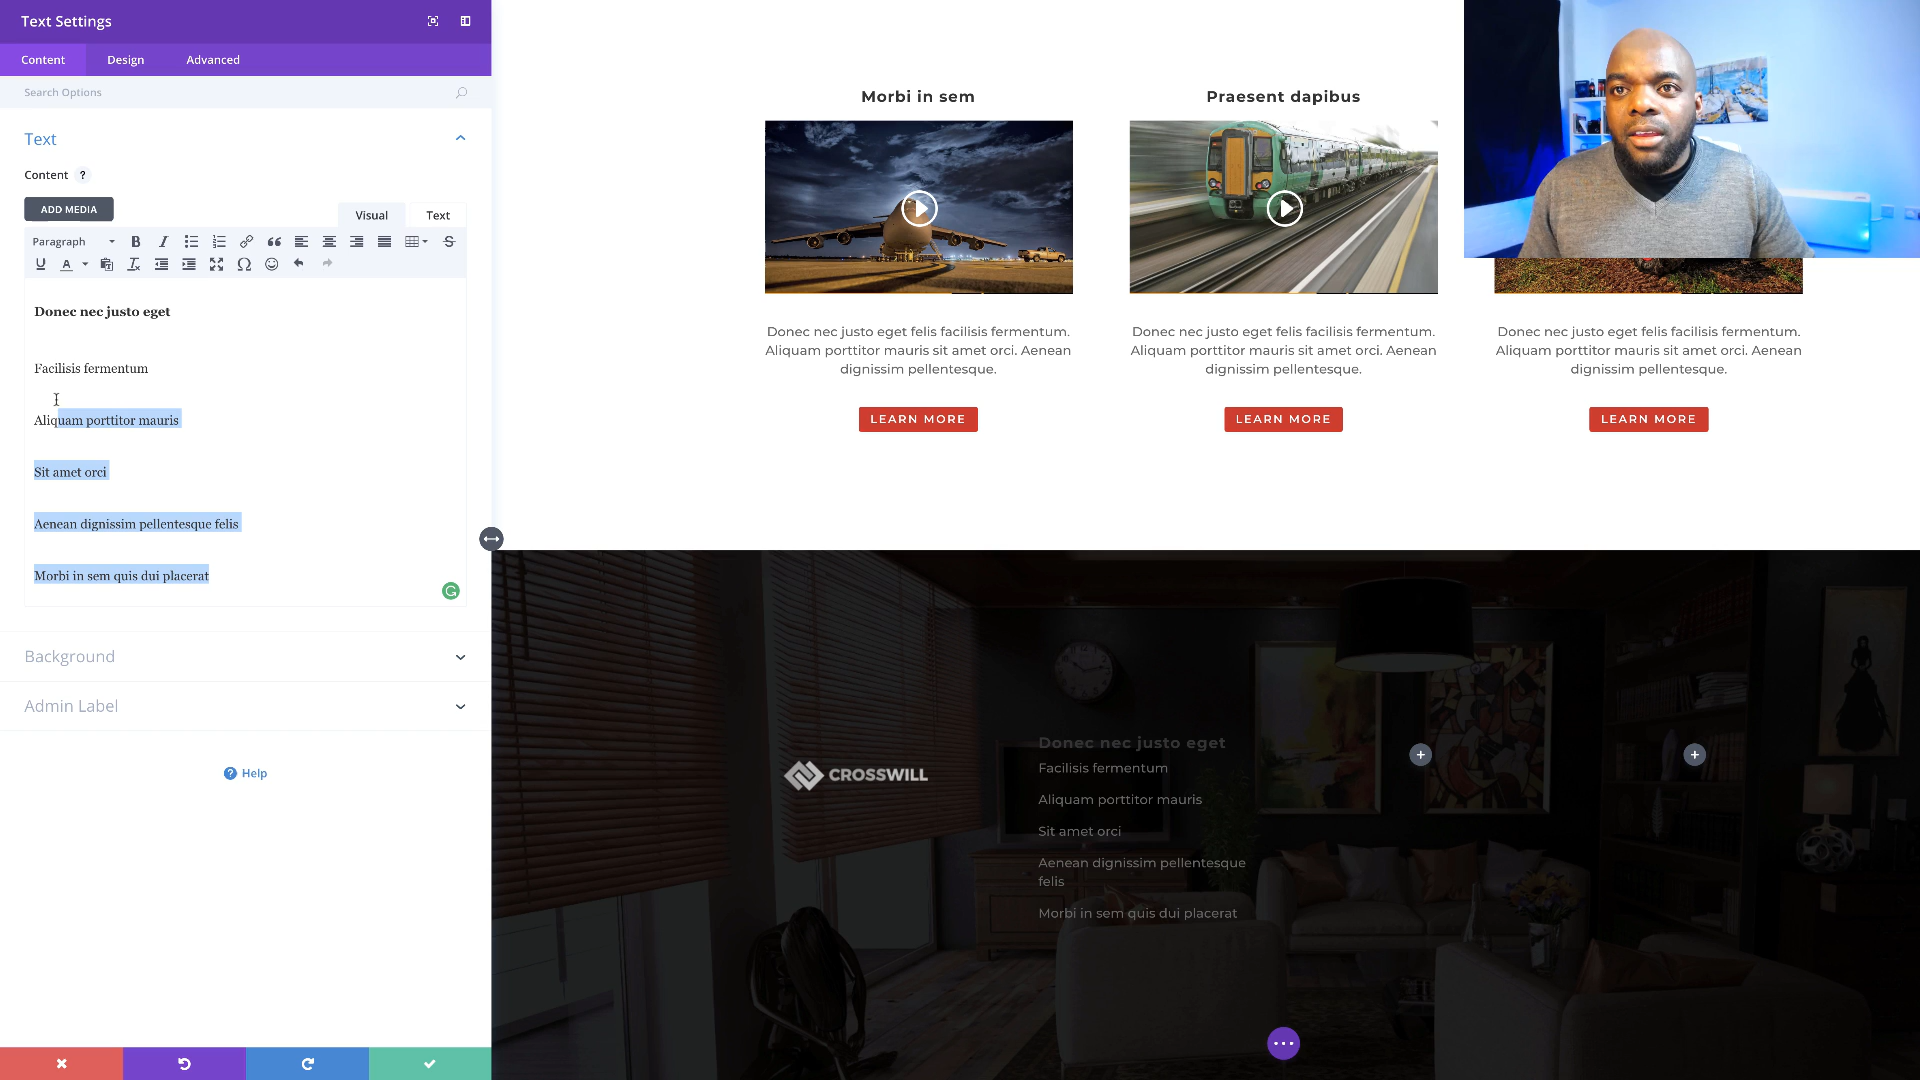 Text Settings
Content
Design
Advanced
Search Options
Text
Content ?
ADD MEDIA
Visual
Text
Paragraph
Donec nec justo eget
Facilisis fermentum
Aliquam porttitor mauris
Sit amet orci
Aenean dignissim pellentesque felis
Morbi in sem quis dui placerat
Background
Admin Label
? Help
Morbi in sem
Donec nec justo eget felis facilisis fermentum.
Aliquam porttitor mauris sit amet orci. Aenean
dignissim pellentesque.
LEARN MORE
Praesent dapibus
Donec nec justo eget felis facilisis fermentum.
Aliquam porttitor mauris sit amet orci. Aenean
dignissim pellentesque.
LEARN MORE
Donec nec justo eget felis facilisis fermentum.
Aliquam porttitor mauris sit amet orci. Aenean
dignissim pellentesque.
LEARN MORE
CROSSWILL
Donec nec justo eget
Facilisis fermentum
Aliquam porttitor mauris
Sit amet orci
Aenean dignissim pellentesque
felis
Morbi in sem quis dui placerat